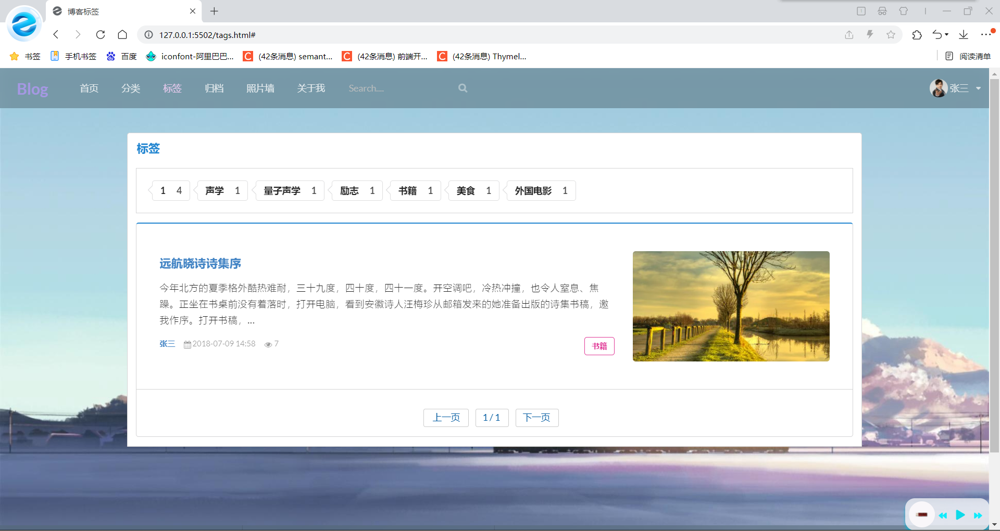 博客标签
127.0.0.1:5502/tags.html#
书签 手机书签 百度 iconfont-阿里巴巴... (42条消息) semant... (42条消息) 前端开... (42条消息) Thymel... 阅读清单
Blog 首页 分类 标签 归档 照片墙 关于我 Search.... 张三
标签
1 4 声学 1 量子声学 1 励志 1 书籍 1 美食 1 外国电影 1
远航晓诗诗集序
今年北方的夏季格外酷热难耐，三十九度，四十度，四十一度。开空调吧，冷热冲撞，也令人窒息、焦
躁。正坐在书桌前没有着落时，打开电脑，看到安徽诗人汪梅珍从邮箱发来的她准备出版的诗集书稿，邀
我作序。打开书稿，...
张三 2018-07-09 14:58 7 书籍
上一页 1 / 1 下一页